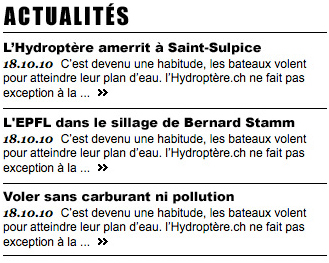 ACTUALITÉS
L’Hydroptère amerrit à Saint-Sulpice
18.10.10 C’est devenu une habitude, les bateaux volent
pour atteindre leur plan d’eau. l’Hydroptère.ch ne fait pas
exception à la ... »
L'EPFL dans le sillage de Bernard Stamm
18.10.10 C’est devenu une habitude, les bateaux volent
pour atteindre leur plan d’eau. l’Hydroptère.ch ne fait pas
exception à la ... »
Voler sans carburant ni pollution
18.10.10 C’est devenu une habitude, les bateaux volent
pour atteindre leur plan d’eau. l’Hydroptère.ch ne fait pas
exception à la ... »